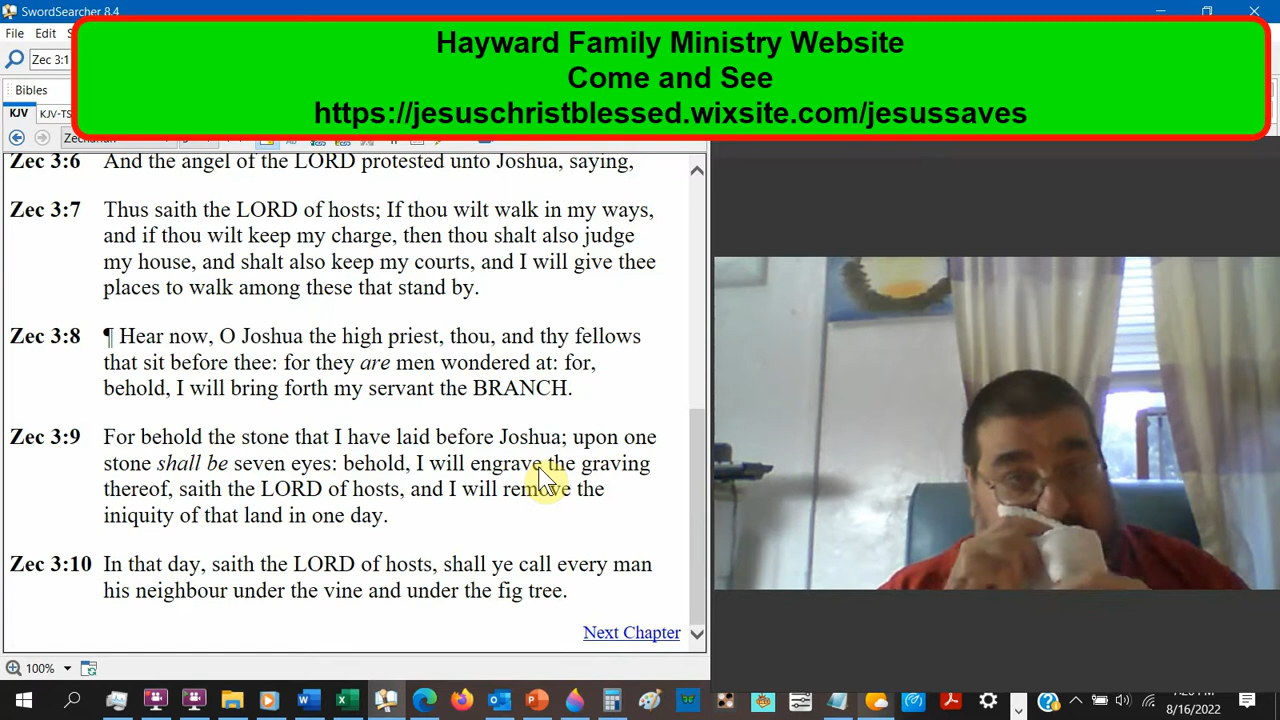 SwordSearcher 8.4
File Edit
Hayward Family Ministry Website
Come and See
https://jesuschristblessed.wixsite.com/jesussaves
Zec 3:1
Bibles
KJV KJV-TS
Zec 3:6 And the angel of the LORD protested unto Joshua, saying,
Zec 3:7 Thus saith the LORD of hosts; If thou wilt walk in my ways,
and if thou wilt keep my charge, then thou shalt also judge
my house, and shalt also keep my courts, and I will give thee
places to walk among these that stand by.
Zec 3:8 ¶ Hear now, O Joshua the high priest, thou, and thy fellows
that sit before thee: for they are men wondered at: for,
behold, I will bring forth my servant the BRANCH.
Zec 3:9 For behold the stone that I have laid before Joshua; upon one
stone shall be seven eyes: behold, I will engrave the graving
thereof, saith the LORD of hosts, and I will remove the
iniquity of that land in one day.
Zec 3:10 In that day, saith the LORD of hosts, shall ye call every man
his neighbour under the vine and under the fig tree.
Next Chapter
100%
8/16/2022